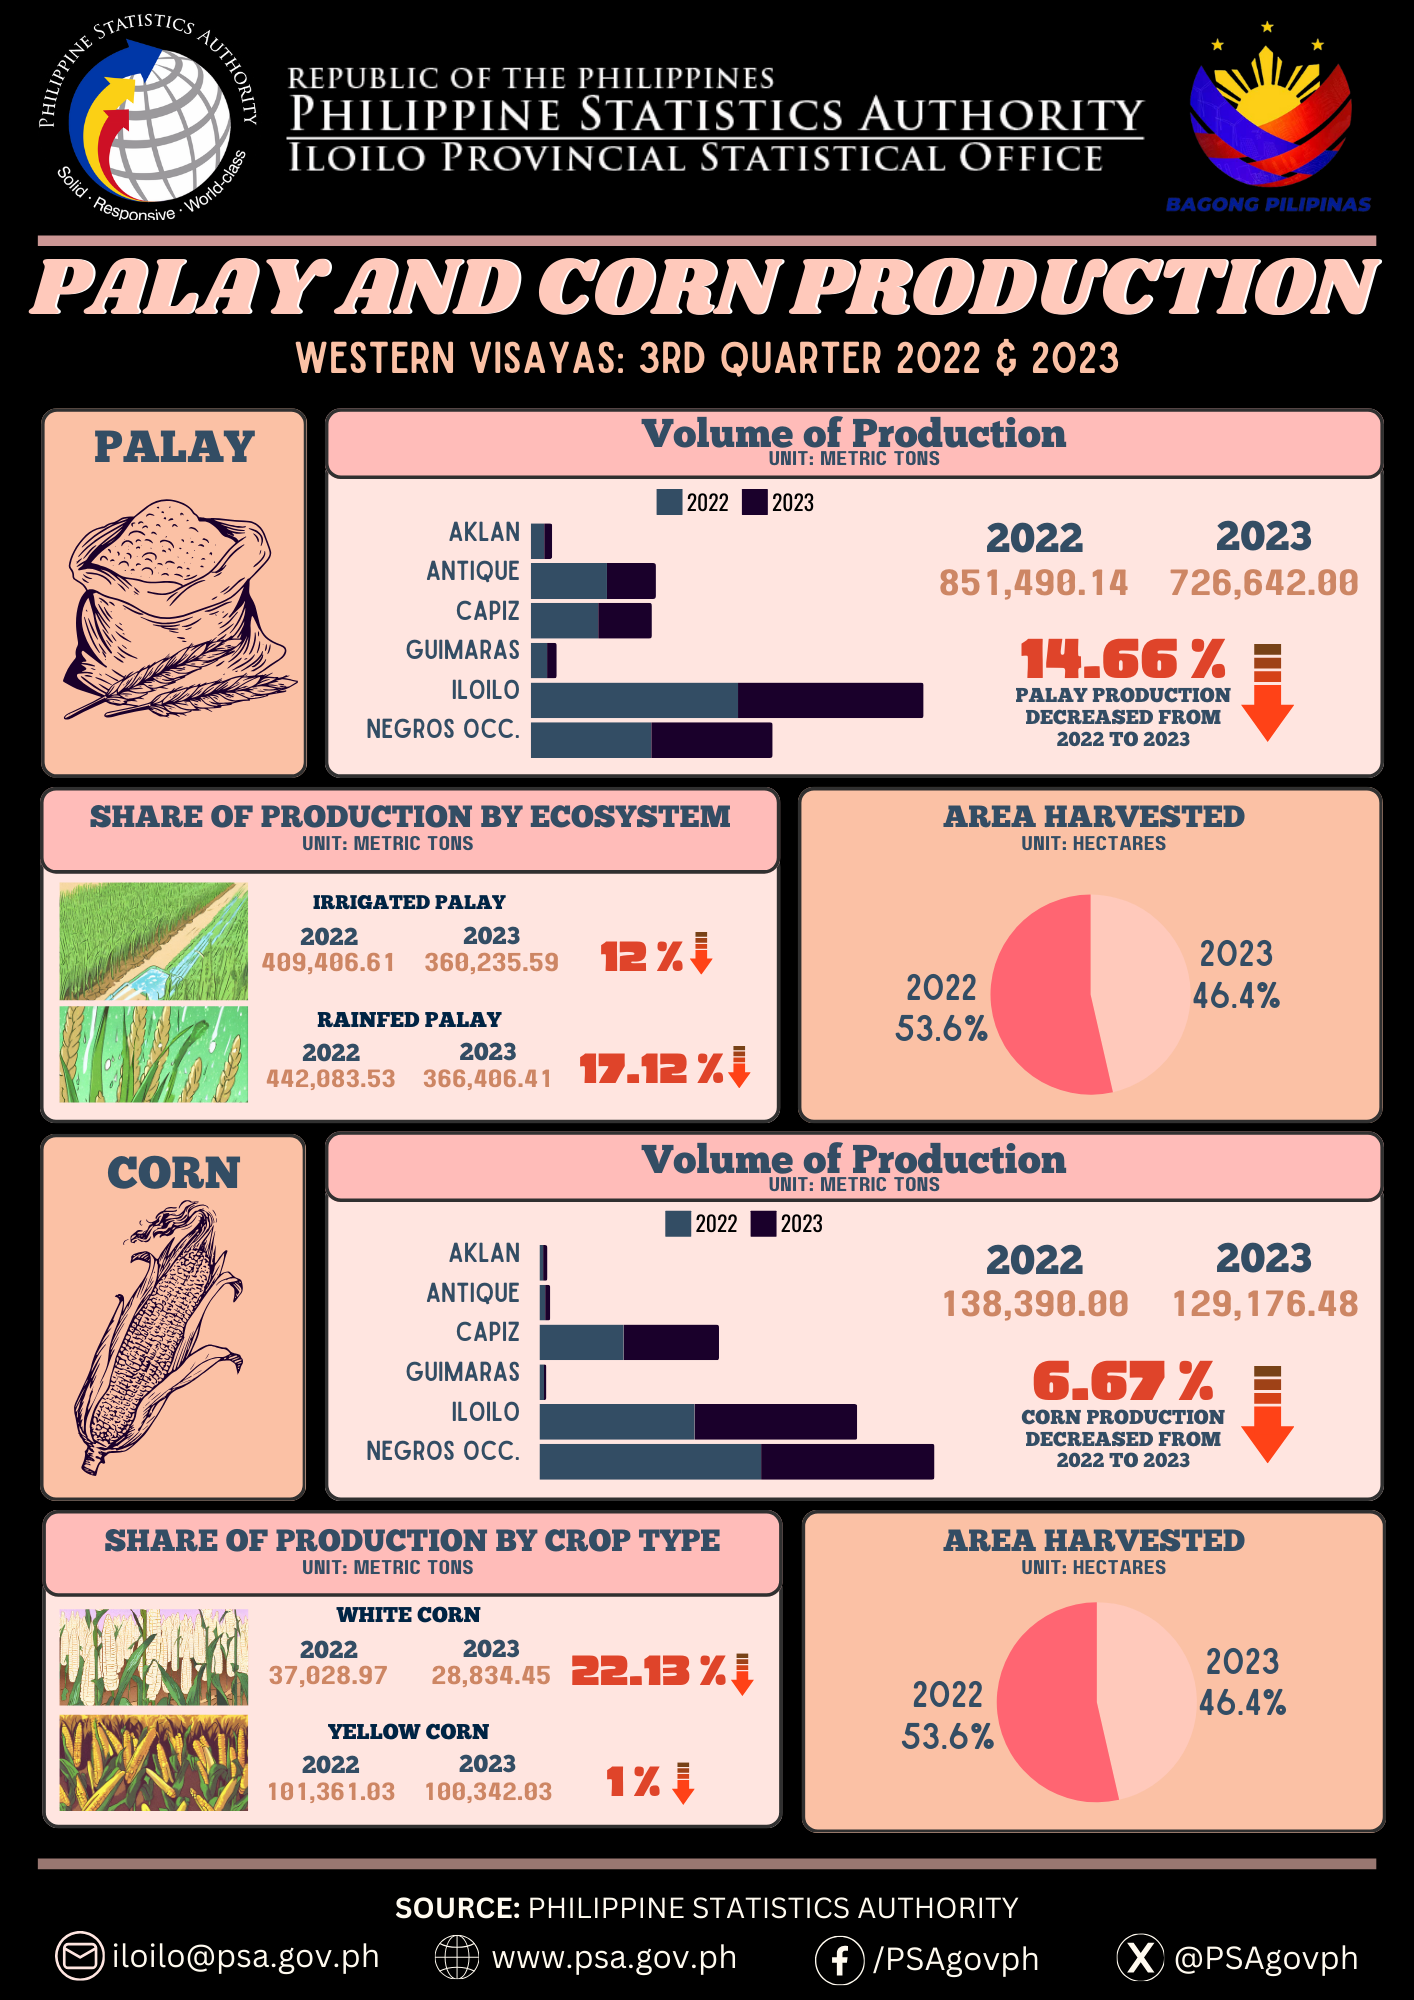 PHILIPPINE STATISTICS AUTHORITY
Solid · Responsive · World-class
REPUBLIC OF THE PHILIPPINES
PHILIPPINE STATISTICS AUTHORITY
ILOILO PROVINCIAL STATISTICAL OFFICE
BAGONG PILIPINAS
PALAY AND CORN PRODUCTION
WESTERN VISAYAS: 3RD QUARTER 2022 & 2023
PALAY
Volume of Production
UNIT: METRIC TONS
2022 2023
AKLAN
ANTIQUE
CAPIZ
GUIMARAS
ILOILO
NEGROS OCC.
2022 2023
851,490.14 726,642.00
14.66 %
PALAY PRODUCTION
DECREASED FROM
2022 TO 2023
SHARE OF PRODUCTION BY ECOSYSTEM
UNIT: METRIC TONS
IRRIGATED PALAY
2022 2023
409,406.61 360,235.59
12 %
RAINFED PALAY
2022 2023
442,083.53 366,406.41
17.12 %
AREA HARVESTED
UNIT: HECTARES
2023
46.4%
2022
53.6%
CORN
Volume of Production
UNIT: METRIC TONS
2022 2023
AKLAN
ANTIQUE
CAPIZ
GUIMARAS
ILOILO
NEGROS OCC.
2022 2023
138,390.00 129,176.48
6.67 %
CORN PRODUCTION
DECREASED FROM
2022 TO 2023
SHARE OF PRODUCTION BY CROP TYPE
UNIT: METRIC TONS
WHITE CORN
2022 2023
37,028.97 28,834.45
22.13 %
YELLOW CORN
2022 2023
101,361.03 100,342.03
1 %
AREA HARVESTED
UNIT: HECTARES
2023
46.4%
2022
53.6%
SOURCE: PHILIPPINE STATISTICS AUTHORITY
iloilo@psa.gov.ph www.psa.gov.ph /PSAgovph @PSAgovph